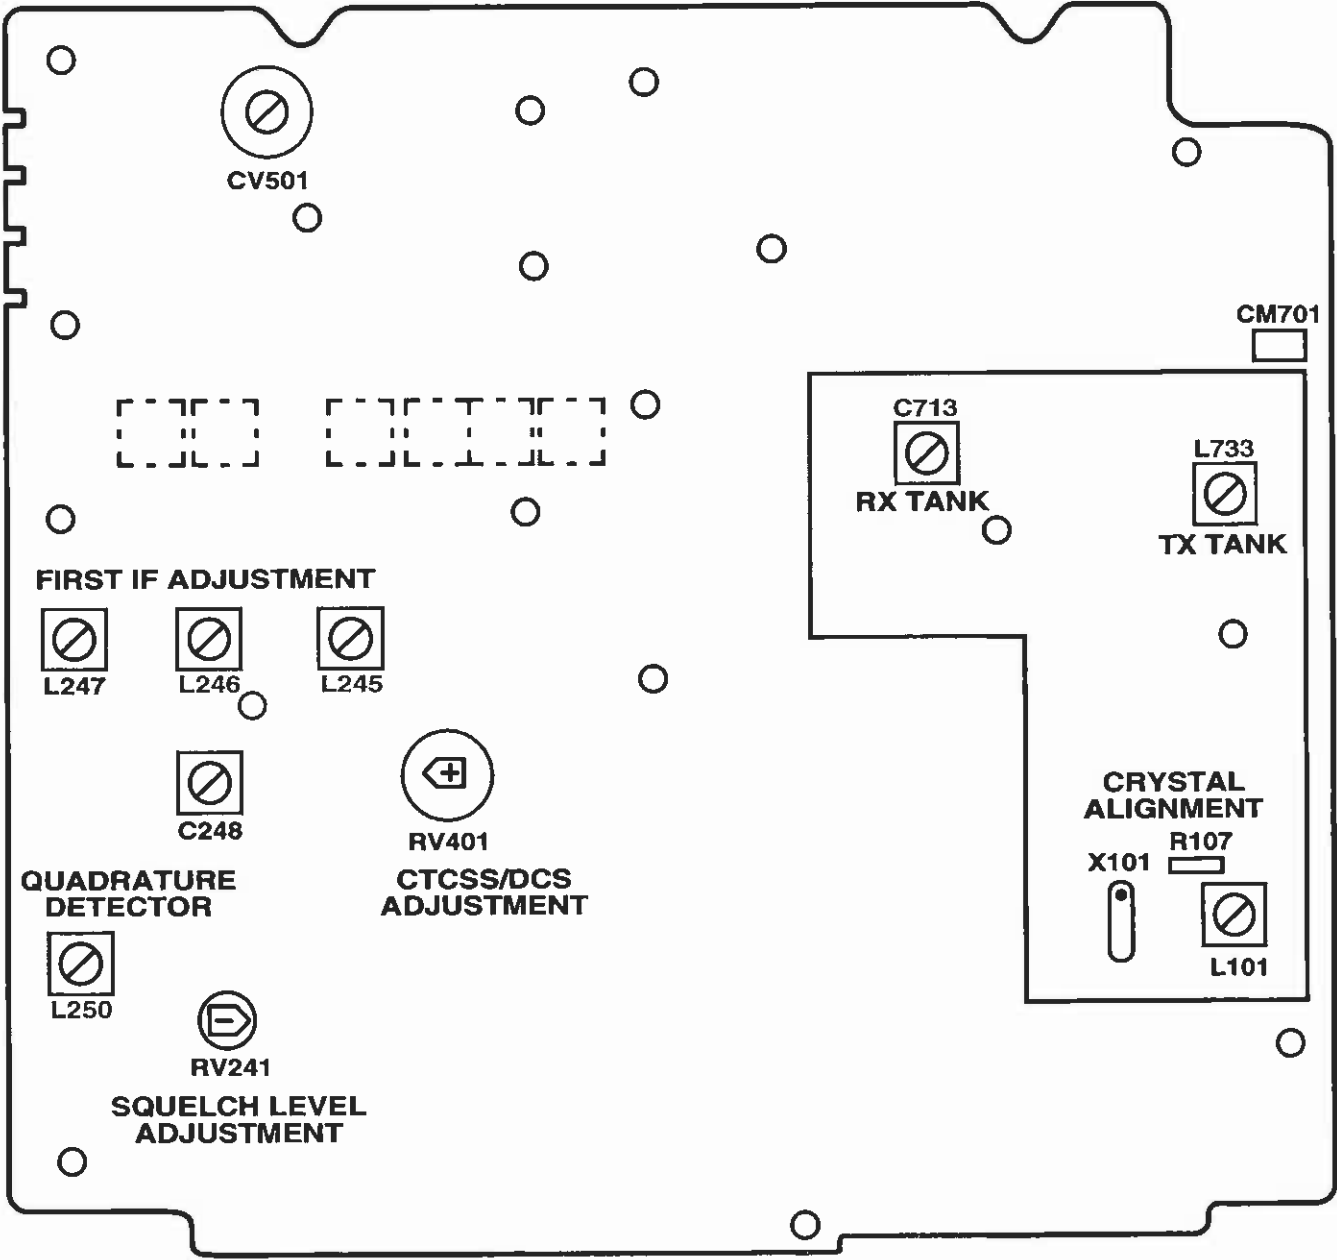 CV501
CM701
C713
RX TANK
L733
TX TANK
FIRST IF ADJUSTMENT
L247
L246
L245
C248
RV401
CTCSS/DCS
ADJUSTMENT
QUADRATURE
DETECTOR
L250
RV241
SQUELCH LEVEL
ADJUSTMENT
CRYSTAL
ALIGNMENT
R107
X101
L101